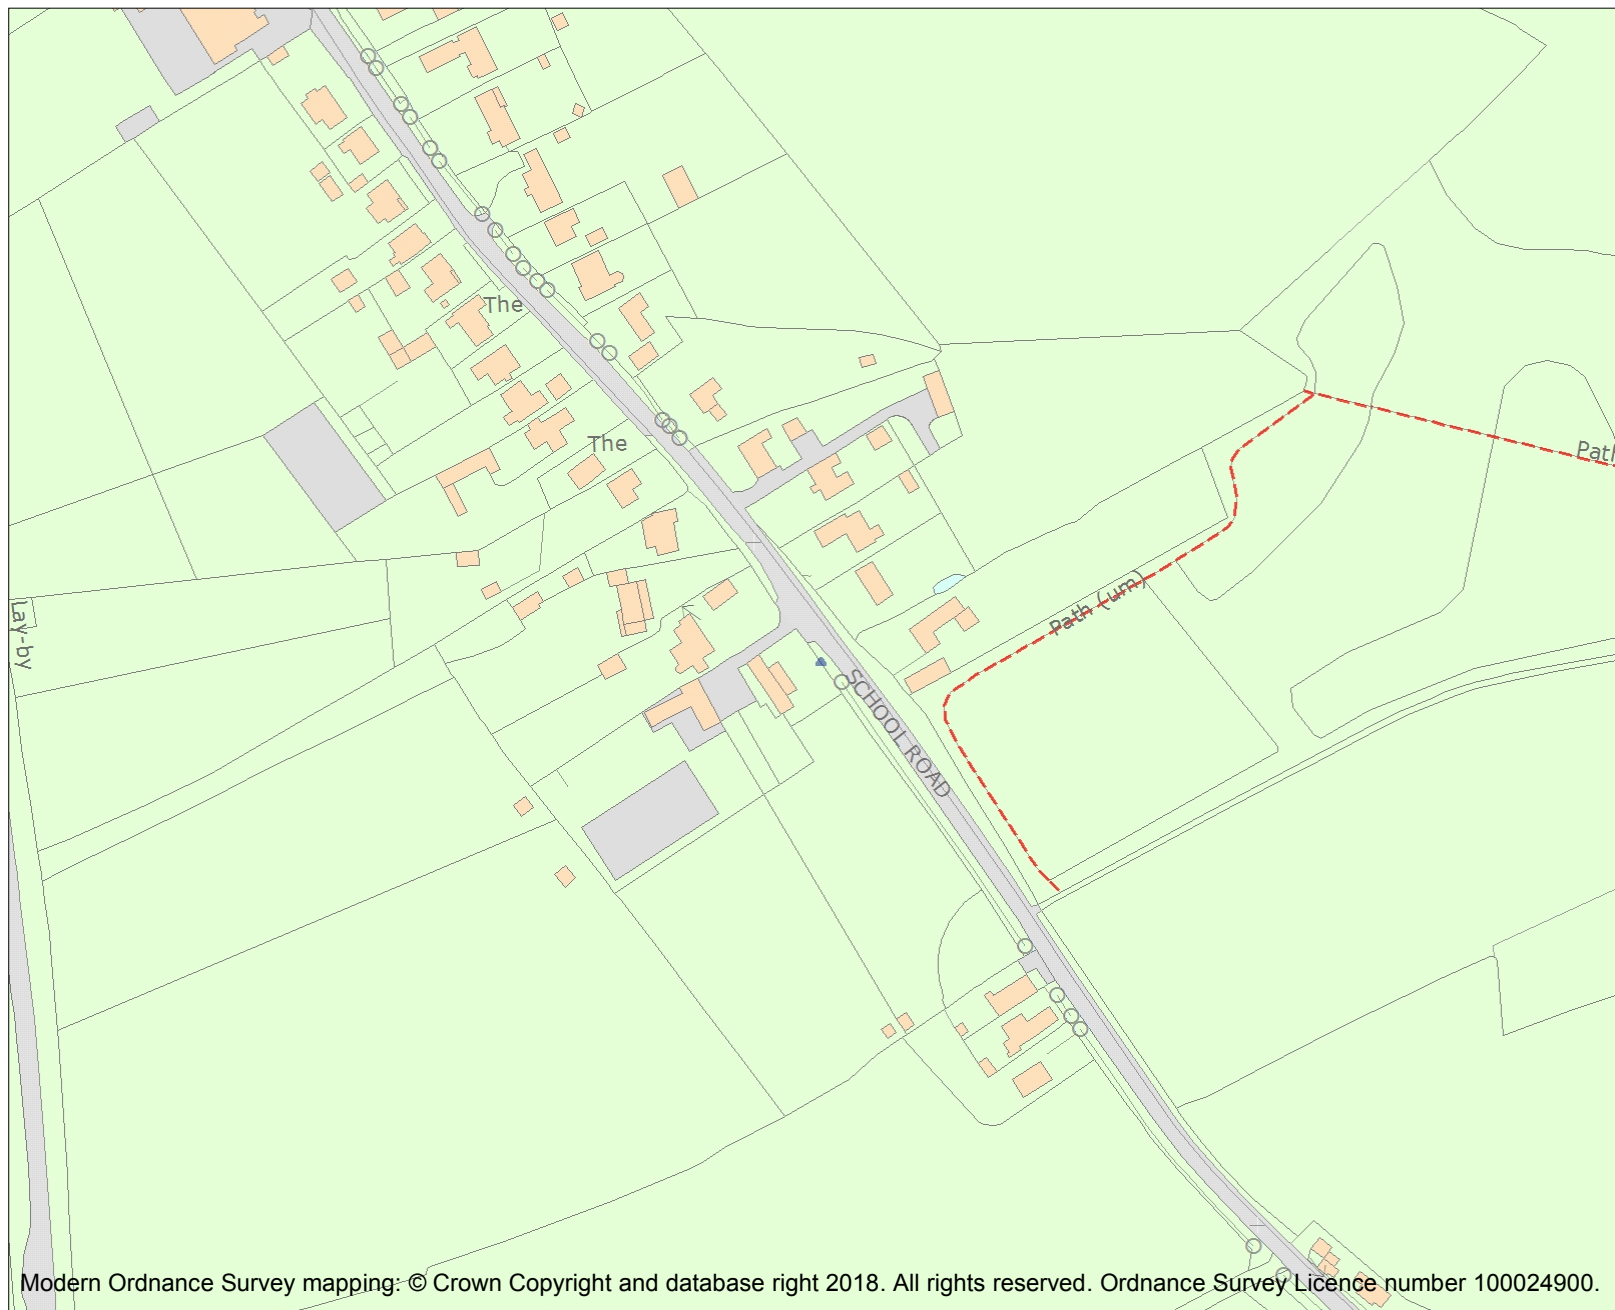 The
The
Path
Path (um)
Lay-by
SCHOOL ROAD
Modern Ordnance Survey mapping: © Crown Copyright and database right 2018. All rights reserved. Ordnance Survey Licence number 100024900.